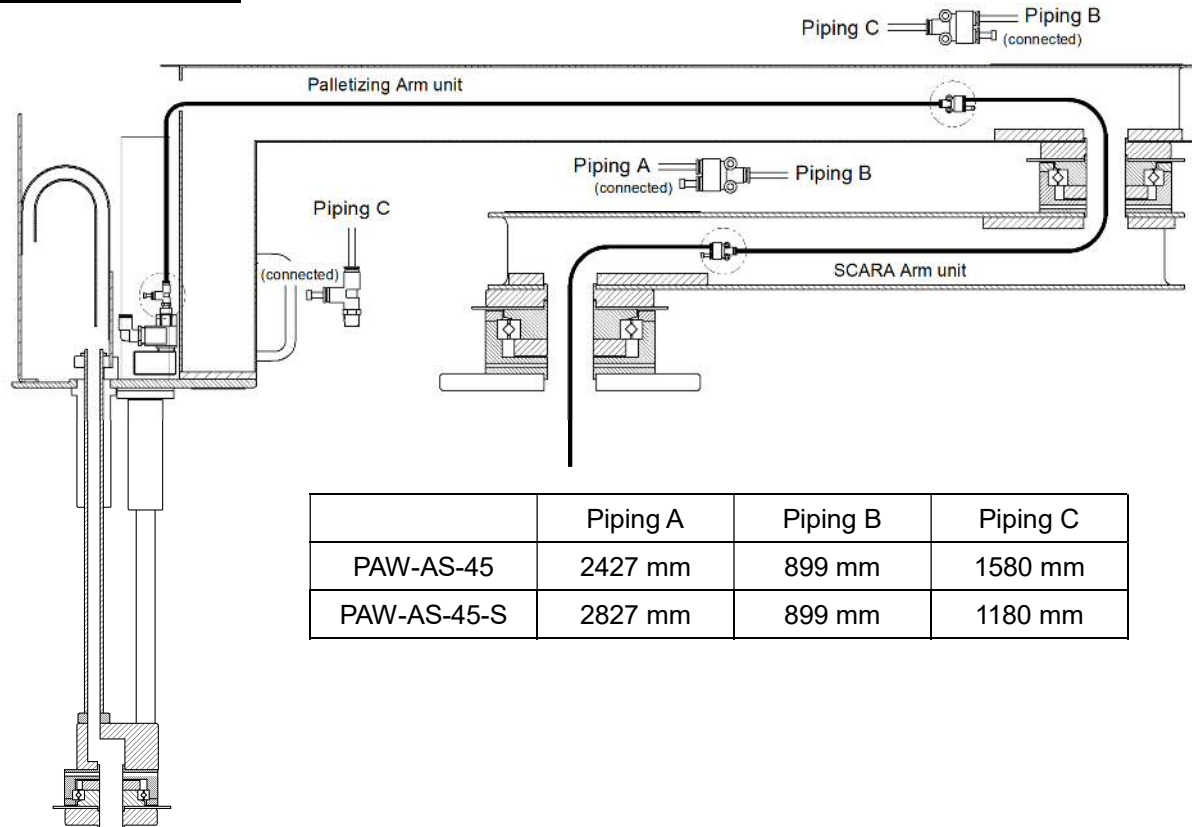 Piping C
Piping B
(connected)
Palletizing Arm unit
Piping A
(connected)
Piping B
Piping C
(connected)
SCARA Arm unit
Piping A Piping B Piping C
PAW-AS-45 2427 mm 899 mm 1580 mm
PAW-AS-45-S 2827 mm 899 mm 1180 mm